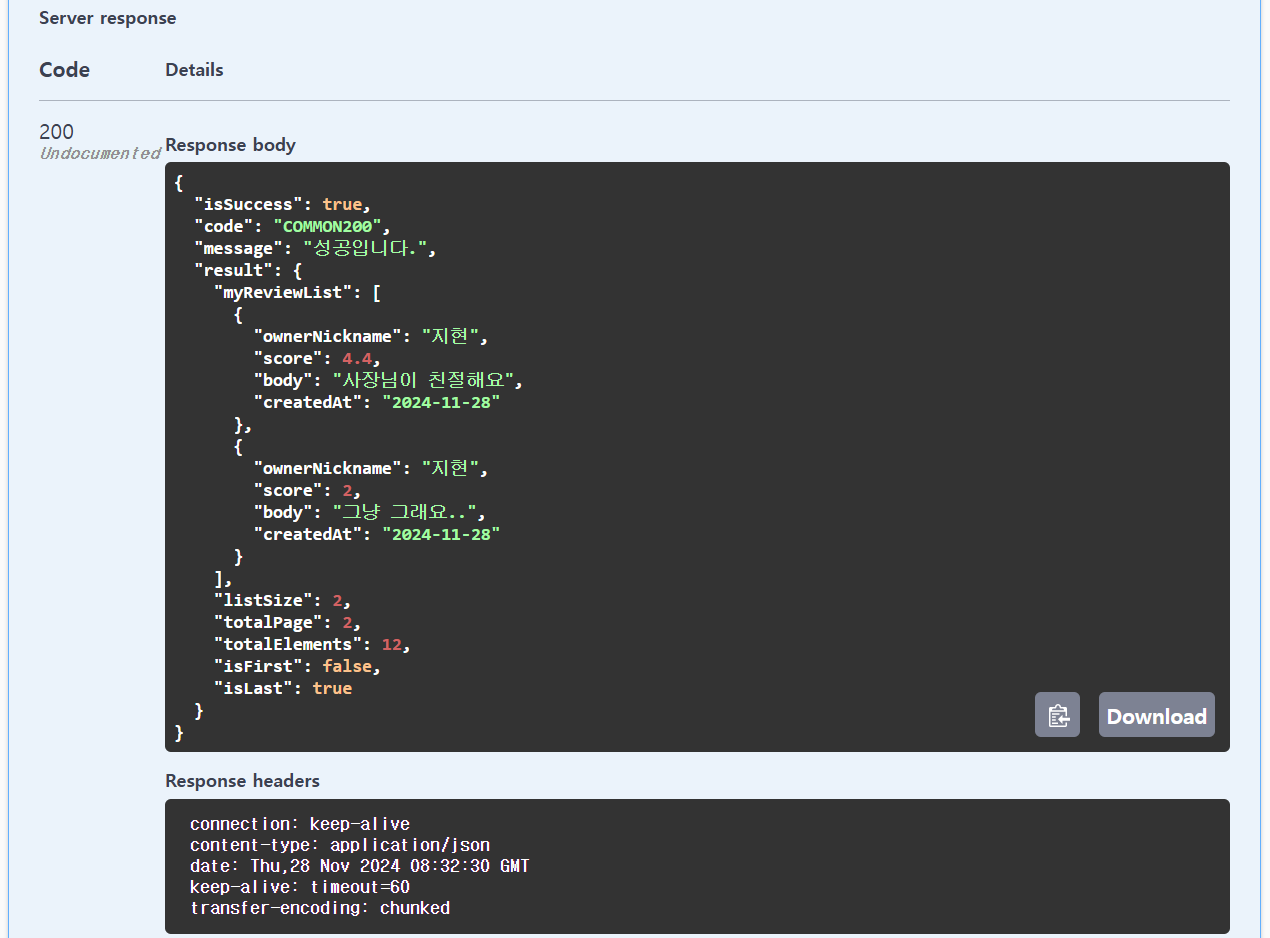 Server response
Code Details
200
Undocumented
Response body
{
  "isSuccess": true,
  "code": "COMMON200",
  "message": "성공입니다.",
  "result": {
    "myReviewList": [
      {
        "ownerNickname": "지현",
        "score": 4.4,
        "body": "사장님이 친절해요",
        "createdAt": "2024-11-28"
      },
      {
        "ownerNickname": "지현",
        "score": 2,
        "body": "그냥 그래요..",
        "createdAt": "2024-11-28"
      }
    ],
    "listSize": 2,
    "totalPage": 2,
    "totalElements": 12,
    "isFirst": false,
    "isLast": true
  }
}
Download
Response headers
connection: keep-alive
content-type: application/json
date: Thu,28 Nov 2024 08:32:30 GMT
keep-alive: timeout=60
transfer-encoding: chunked